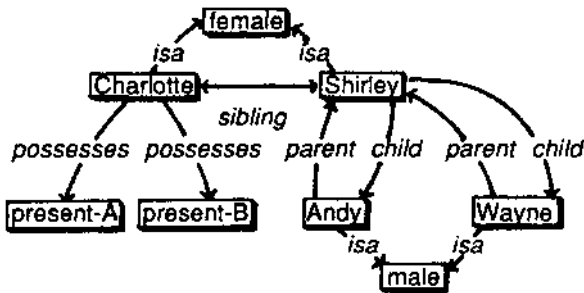 female
isa isa
Charlotte Shirley
sibling
possesses possesses parent child parent child
present-A present-B Andy Wayne
isa isa
male